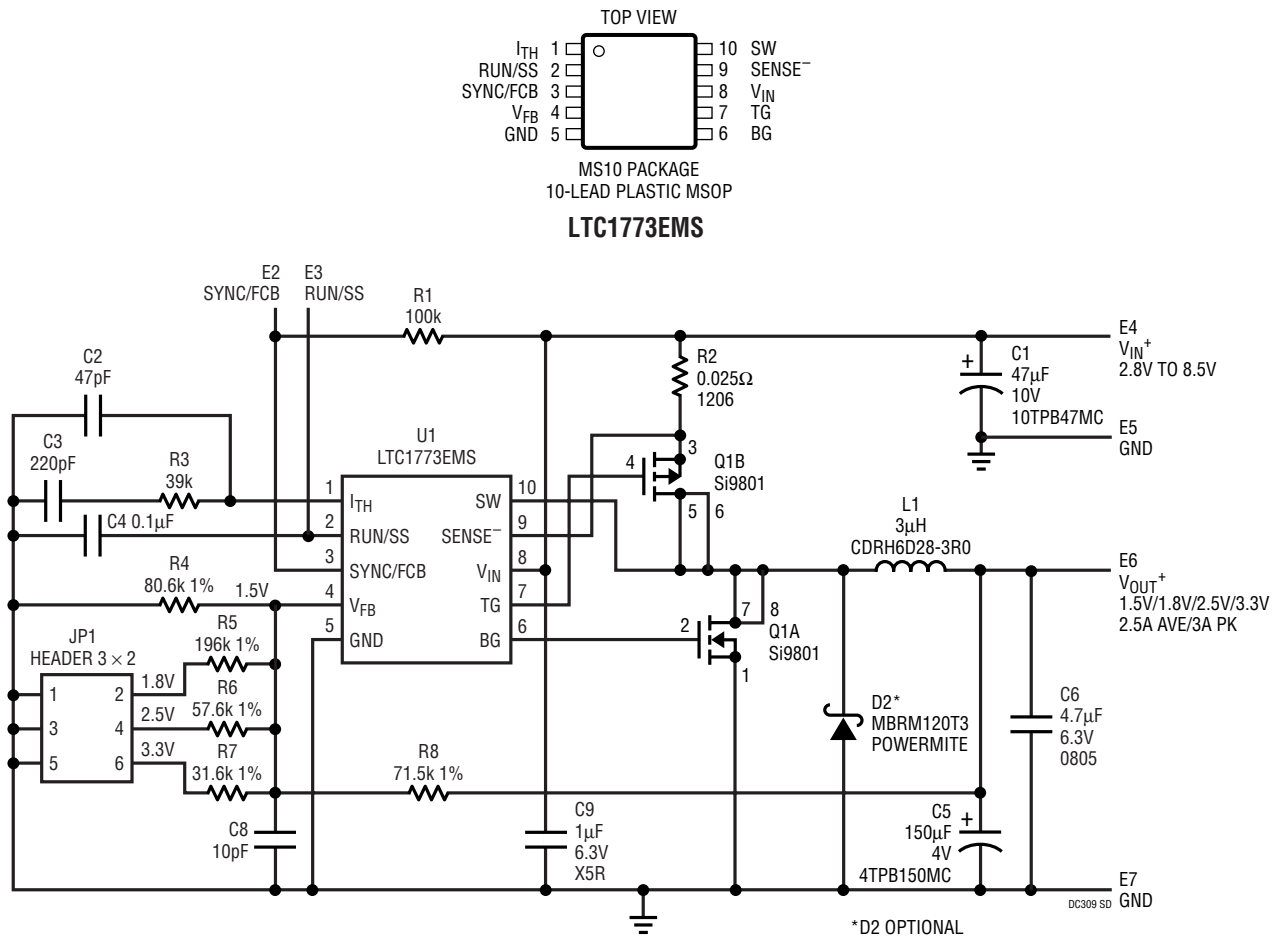 TOP VIEW
I_TH 1
RUN/SS 2
SYNC/FCB 3
V_FB 4
GND 5
10 SW
9 SENSE⁻
8 V_IN
7 TG
6 BG
MS10 PACKAGE
10-LEAD PLASTIC MSOP
LTC1773EMS
E2
SYNC/FCB
E3
RUN/SS
R1
100k
C2
47pF
C3
220pF
R3
39k
C4 0.1µF
R4
80.6k 1%
1.5V
R5
196k 1%
JP1
HEADER 3 × 2
1 2
3 4
5 6
1.8V
R6
2.5V
57.6k 1%
R7
3.3V
31.6k 1%
C8
10pF
R8
71.5k 1%
U1
LTC1773EMS
1 I_TH
2 RUN/SS
3 SYNC/FCB
4 V_FB
5 GND
SW 10
SENSE⁻ 9
V_IN 8
TG 7
BG 6
R2
0.025Ω
1206
3
4
5
6
Q1B
Si9801
7
8
2
1
Q1A
Si9801
C9
1µF
6.3V
X5R
D2*
MBRM120T3
POWERMITE
L1
3µH
CDRH6D28-3R0
+
C1
47µF
10V
10TPB47MC
E4
V_IN⁺
2.8V TO 8.5V
E5
GND
E6
V_OUT⁺
1.5V/1.8V/2.5V/3.3V
2.5A AVE/3A PK
C6
4.7µF
6.3V
0805
C5
+
150µF
4V
4TPB150MC
E7
GND
DC309 SD
*D2 OPTIONAL